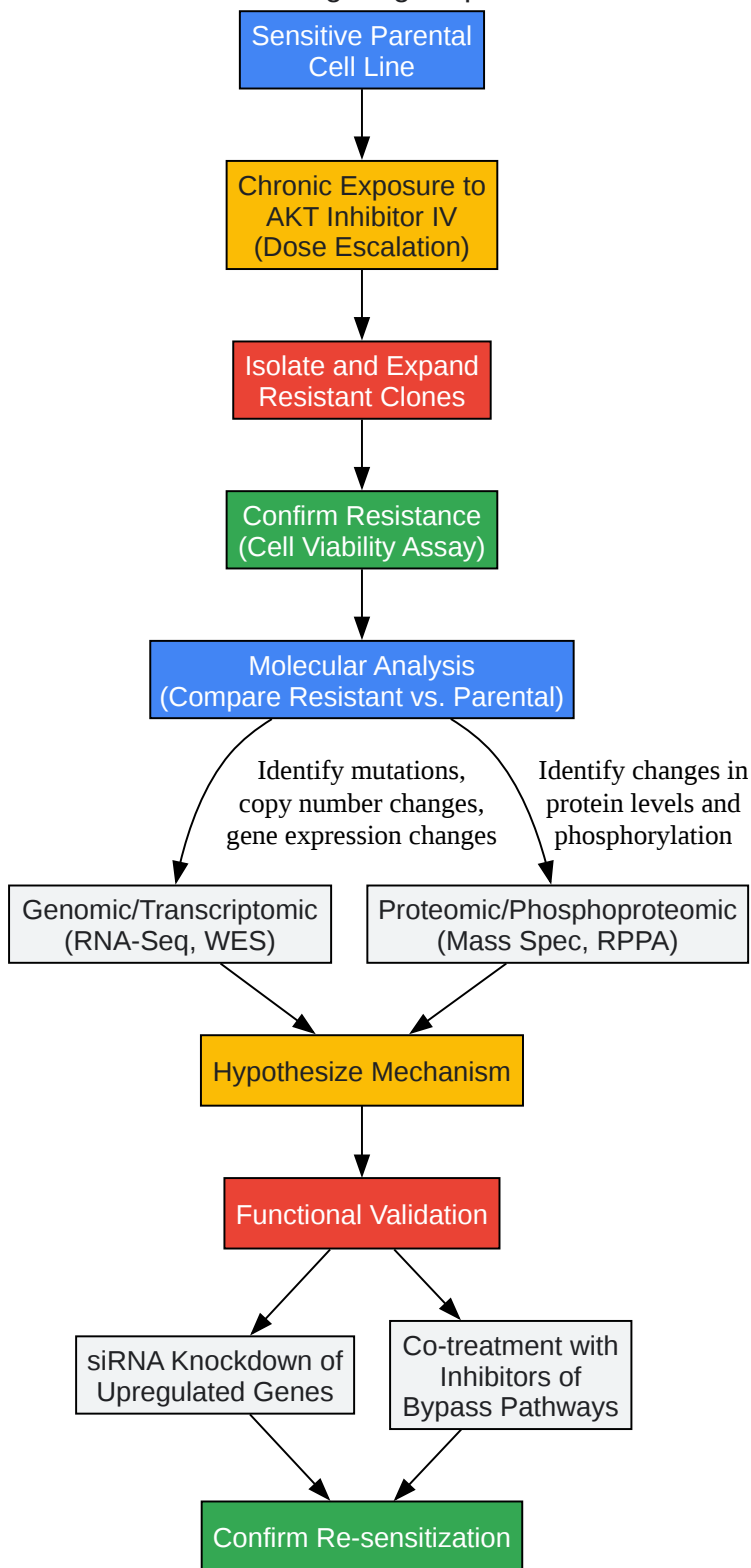 Sensitive Parental
Cell Line
Chronic Exposure to
AKT Inhibitor IV
(Dose Escalation)
Isolate and Expand
Resistant Clones
Confirm Resistance
(Cell Viability Assay)
Molecular Analysis
(Compare Resistant vs. Parental)
Identify mutations,
copy number changes,
gene expression changes
Identify changes in
protein levels and
phosphorylation
Genomic/Transcriptomic
(RNA-Seq, WES)
Proteomic/Phosphoproteomic
(Mass Spec, RPPA)
Hypothesize Mechanism
Functional Validation
siRNA Knockdown of
Upregulated Genes
Co-treatment with
Inhibitors of
Bypass Pathways
Confirm Re-sensitization